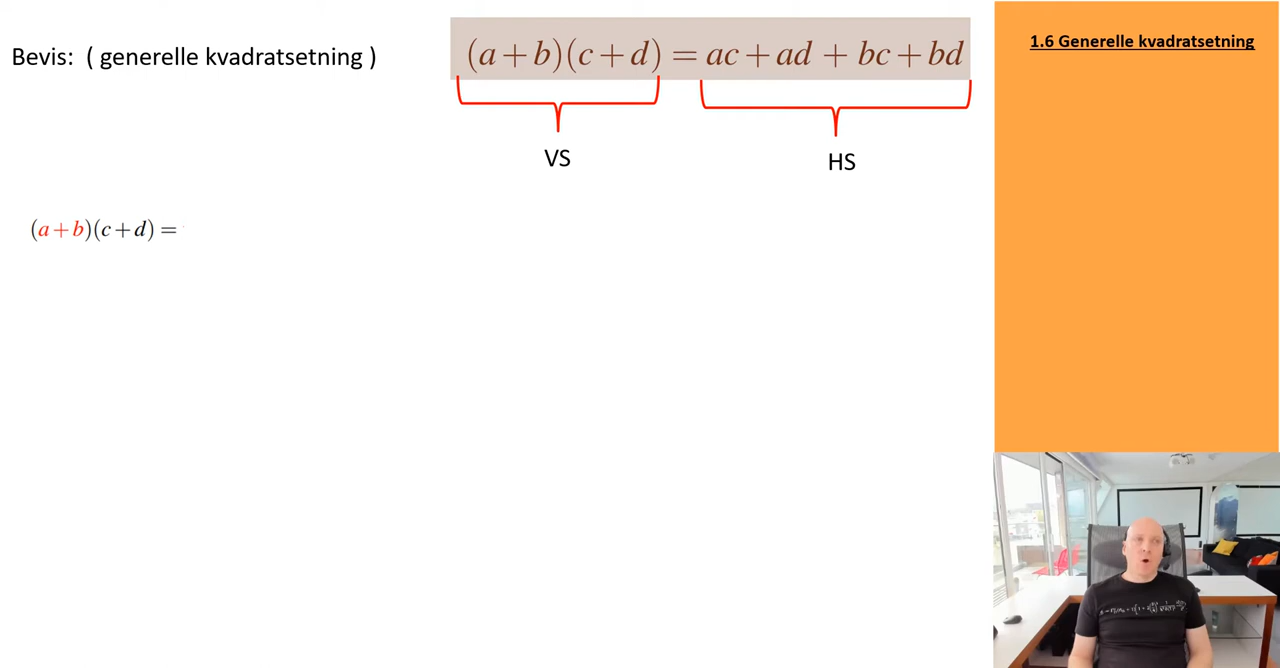 Bevis: ( generelle kvadratsetning )
(a + b)(c + d) = ac + ad + bc + bd
1.6 Generelle kvadratsetning
VS
HS
(a + b)(c + d) =